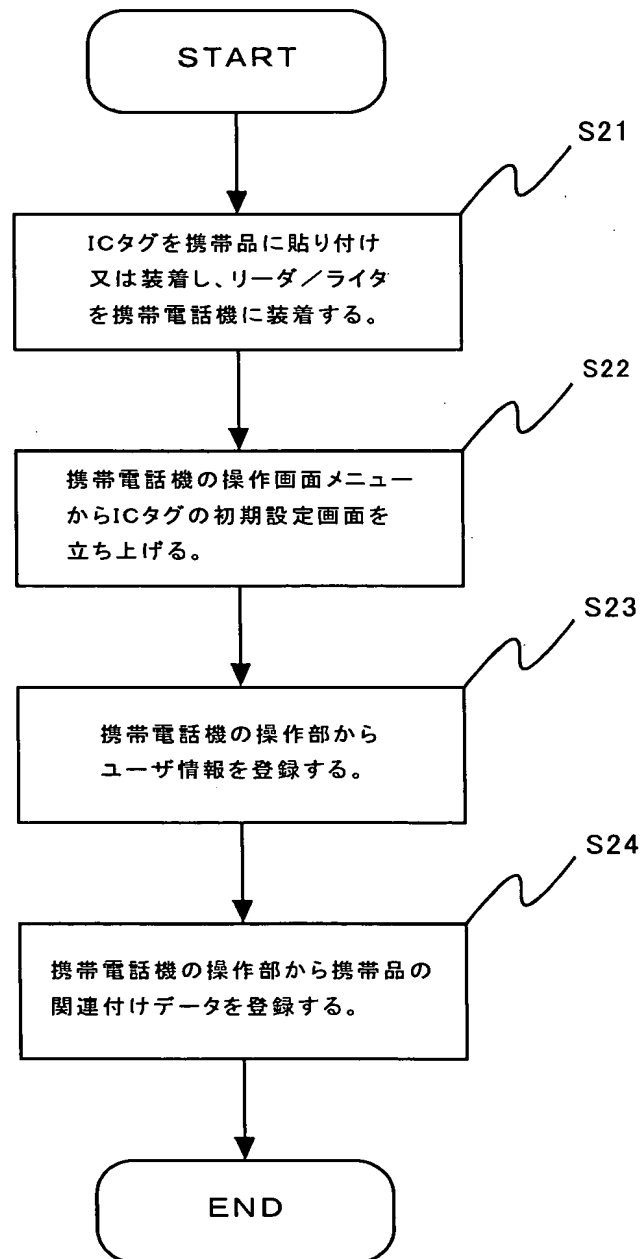 START
S21
ICタグを携帯品に貼り付け
又は装着し、リーダ／ライタ
を携帯電話機に装着する。
S22
携帯電話機の操作画面メニュー
からICタグの初期設定画面を
立ち上げる。
S23
携帯電話機の操作部から
ユーザ情報を登録する。
S24
携帯電話機の操作部から携帯品の
関連付けデータを登録する。
END